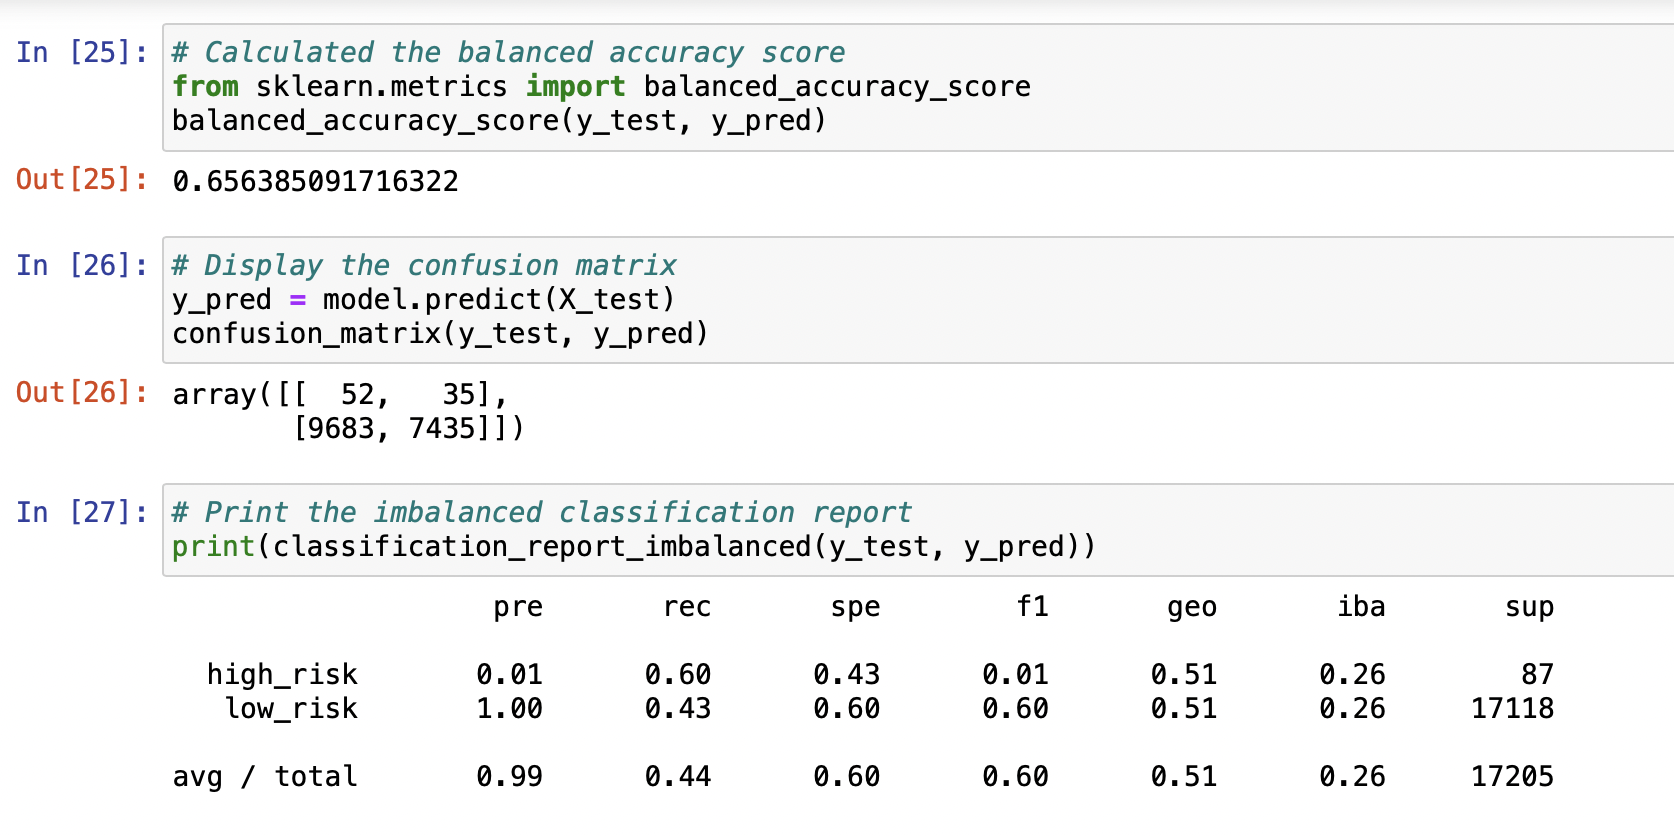 In [25]: # Calculated the balanced accuracy score
from sklearn.metrics import balanced_accuracy_score
balanced_accuracy_score(y_test, y_pred)
Out[25]: 0.656385091716322
In [26]: # Display the confusion matrix
y_pred = model.predict(X_test)
confusion_matrix(y_test, y_pred)
Out[26]: array([[  52,   35],
       [9683, 7435]])
In [27]: # Print the imbalanced classification report
print(classification_report_imbalanced(y_test, y_pred))
pre rec spe f1 geo iba sup
high_risk 0.01 0.60 0.43 0.01 0.51 0.26 87
low_risk 1.00 0.43 0.60 0.60 0.51 0.26 17118
avg / total 0.99 0.44 0.60 0.60 0.51 0.26 17205